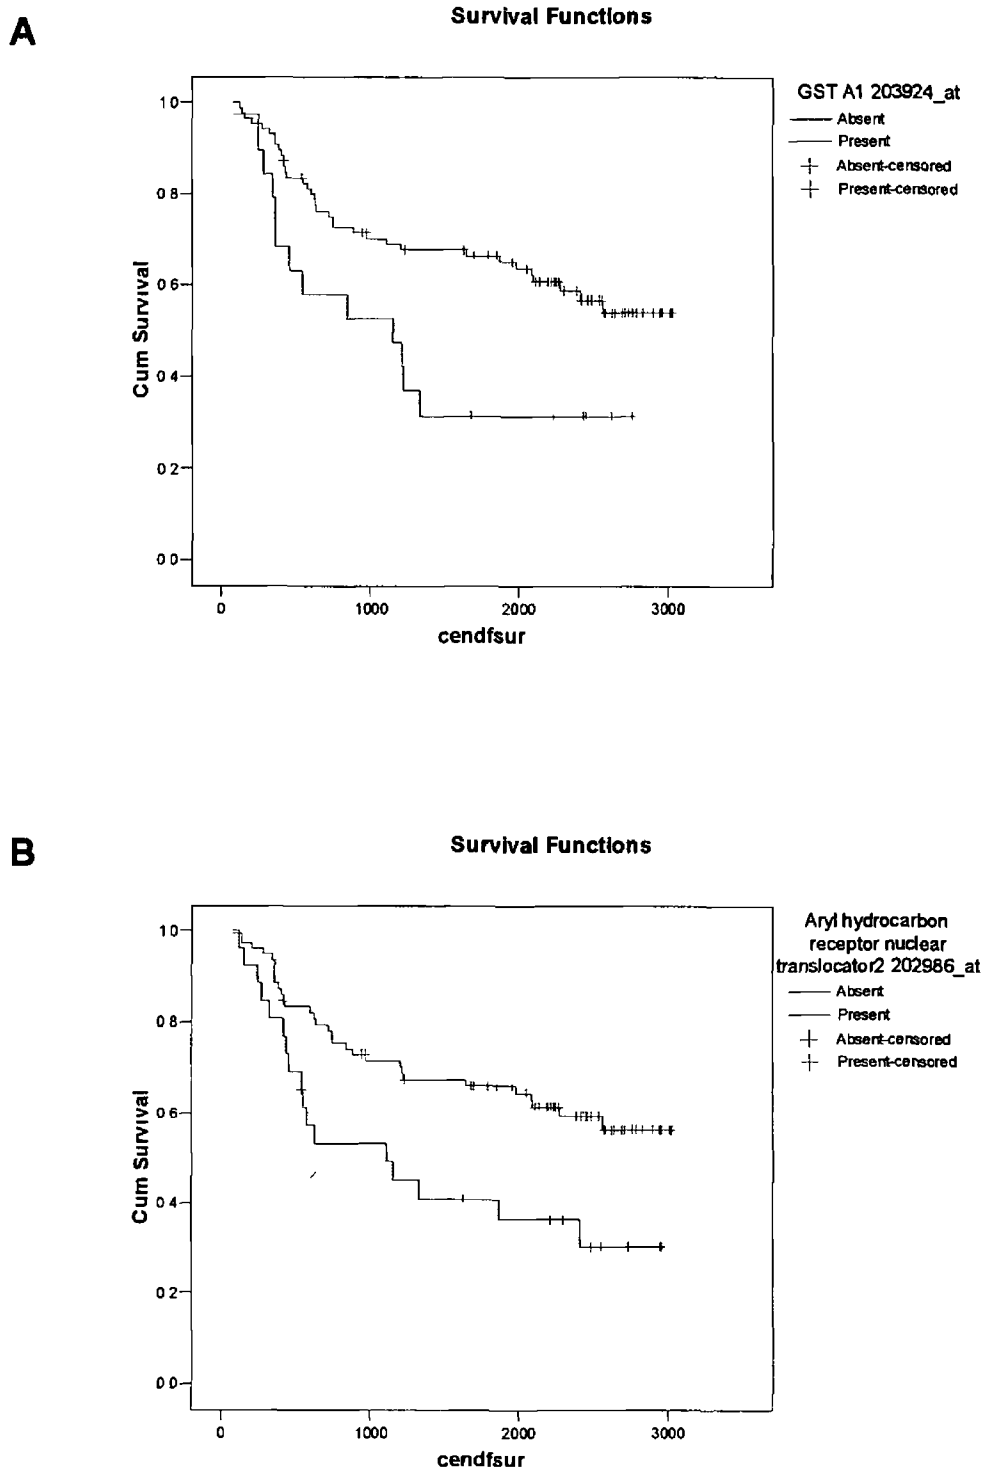 A
Survival Functions
GST A1 203924_at
Absent
Present
Absent-censored
Present-censored
1 0
0 8
0 6
0 4
0 2
0 0
Cum Survival
0
1000
2000
3000
cendfsur
B
Survival Functions
Aryl hydrocarbon
receptor nuclear
translocator2 202986_at
Absent
Present
Absent-censored
Present-censored
1 0
0 8
0 6
0 4
0 2
0 0
Cum Survival
0
1000
2000
3000
cendfsur